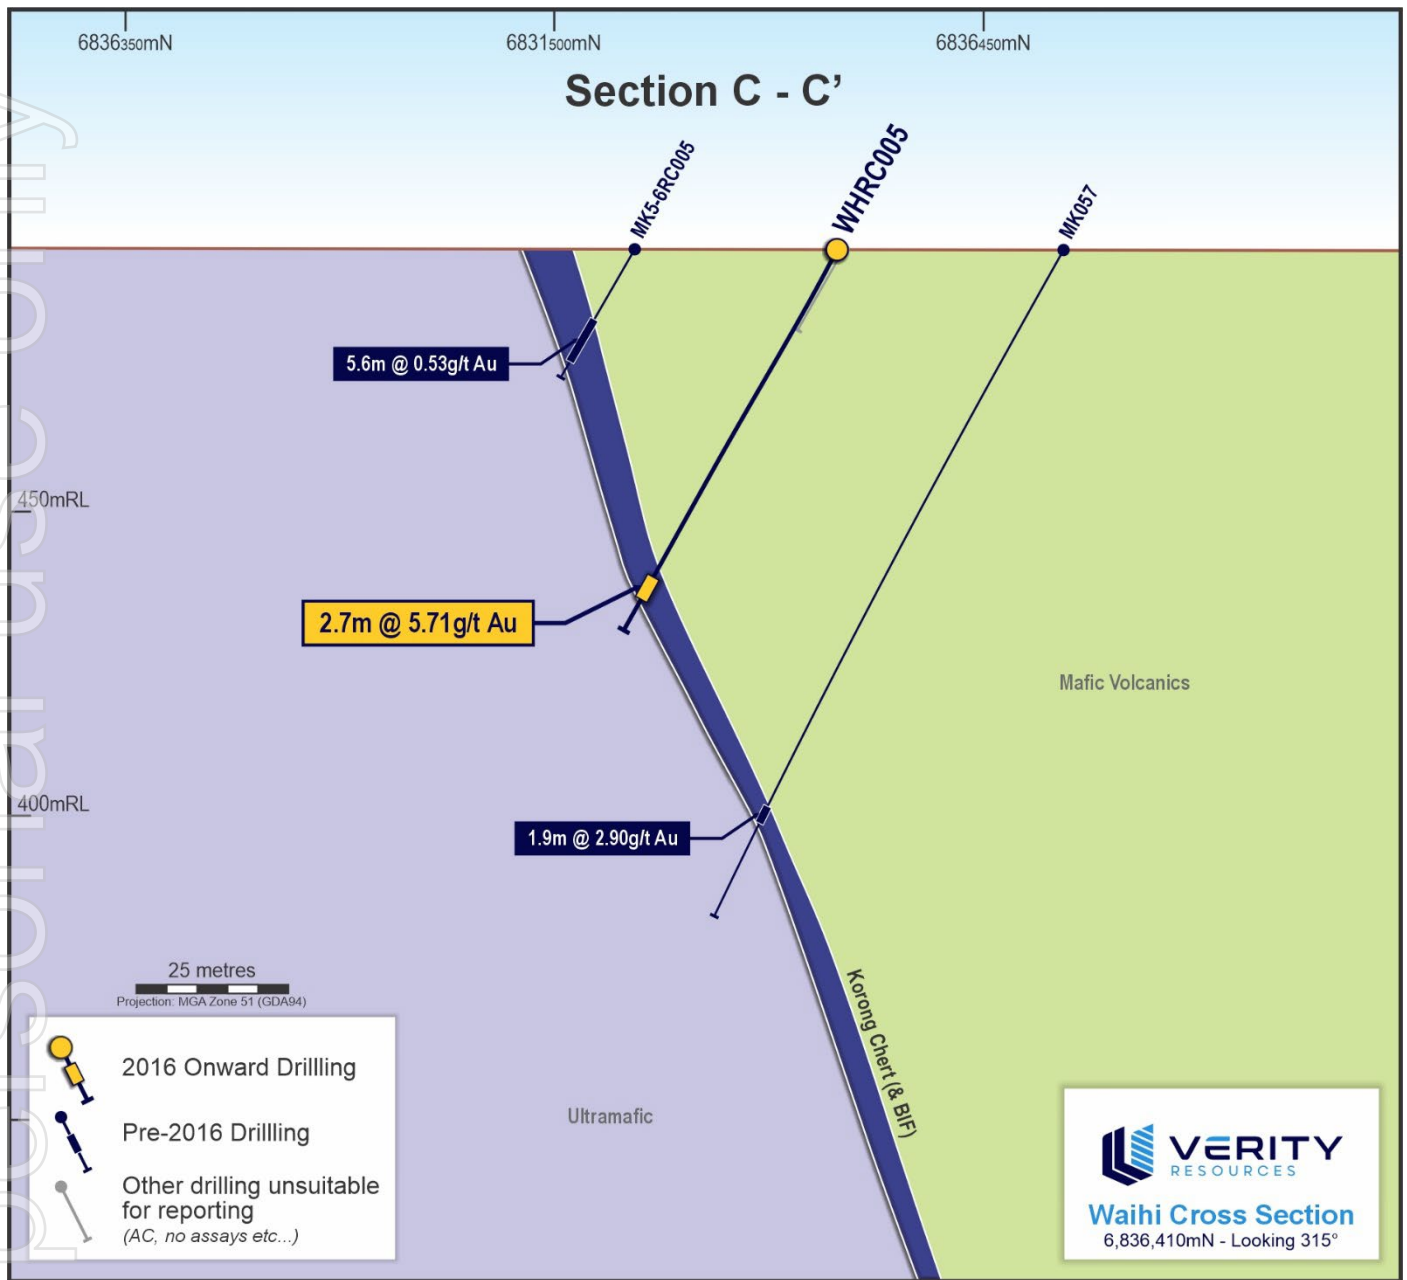 6836350mN
6831500mN
6836450mN
Section C - C’
MK5-6RC005
WHRC005
MK057
5.6m @ 0.53g/t Au
450mRL
2.7m @ 5.71g/t Au
Mafic Volcanics
400mRL
1.9m @ 2.90g/t Au
25 metres
Projection: MGA Zone 51 (GDA94)
Korong Chert (& BIF)
2016 Onward Drillling
Pre-2016 Drillling
Other drilling unsuitable
for reporting
(AC, no assays etc...)
Ultramafic
VERITY
RESOURCES
Waihi Cross Section
6,836,410mN - Looking 315°
personal use only